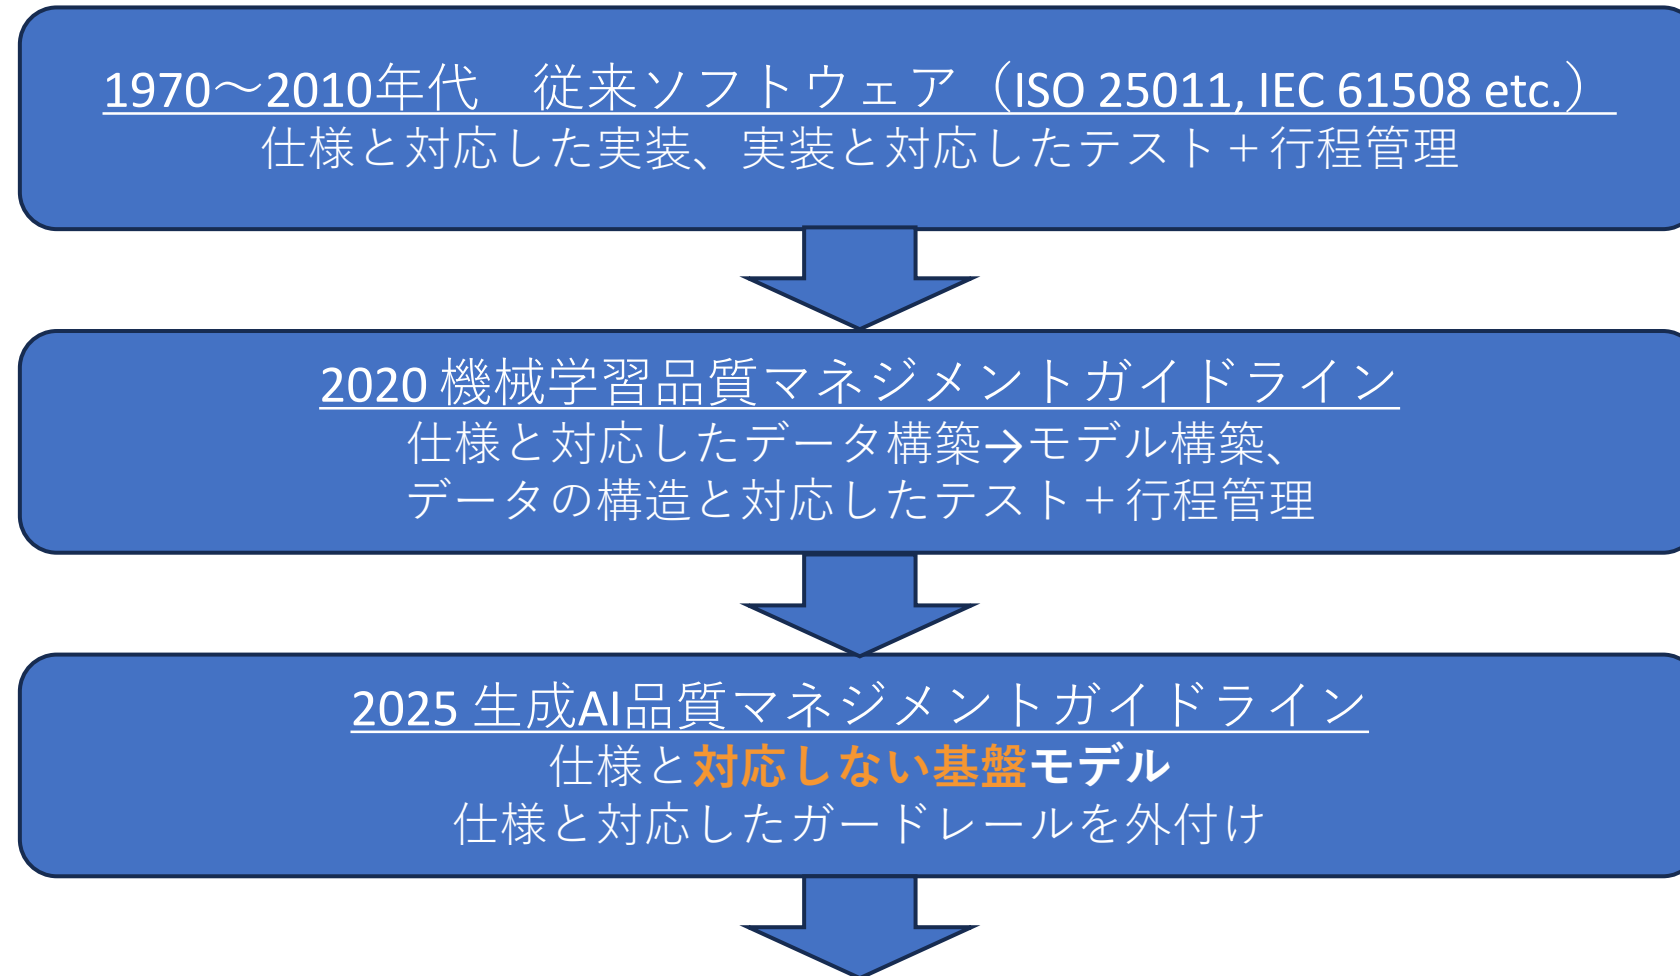 1970～2010年代　従来ソフトウェア（ISO 25011, IEC 61508 etc.）
仕様と対応した実装、実装と対応したテスト＋行程管理
2020 機械学習品質マネジメントガイドライン
仕様と対応したデータ構築→モデル構築、
データの構造と対応したテスト＋行程管理
2025 生成AI品質マネジメントガイドライン
仕様と対応しない基盤モデル
仕様と対応したガードレールを外付け